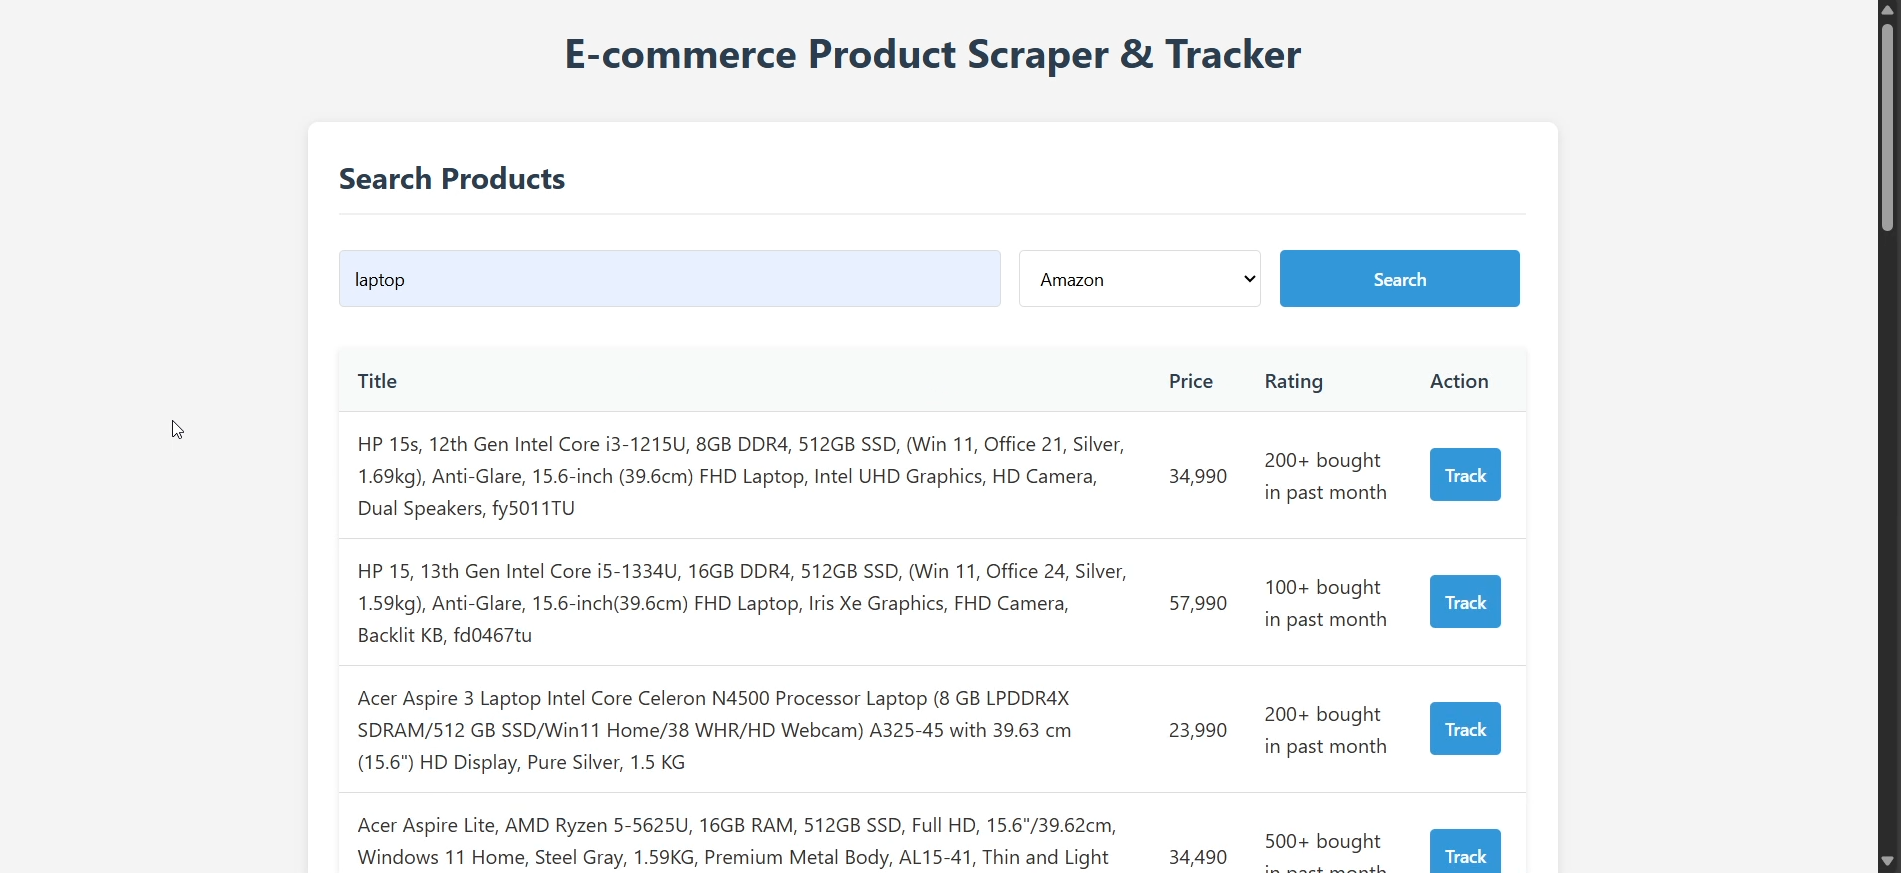 E-commerce Product Scraper & Tracker
Search Products
laptop
Amazon
Search
Title
Price
Rating
Action
HP 15s, 12th Gen Intel Core i3-1215U, 8GB DDR4, 512GB SSD, (Win 11, Office 21, Silver,
1.69kg), Anti-Glare, 15.6-inch (39.6cm) FHD Laptop, Intel UHD Graphics, HD Camera,
Dual Speakers, fy5011TU
34,990
200+ bought
in past month
Track
HP 15, 13th Gen Intel Core i5-1334U, 16GB DDR4, 512GB SSD, (Win 11, Office 24, Silver,
1.59kg), Anti-Glare, 15.6-inch(39.6cm) FHD Laptop, Iris Xe Graphics, FHD Camera,
Backlit KB, fd0467tu
57,990
100+ bought
in past month
Track
Acer Aspire 3 Laptop Intel Core Celeron N4500 Processor Laptop (8 GB LPDDR4X
SDRAM/512 GB SSD/Win11 Home/38 WHR/HD Webcam) A325-45 with 39.63 cm
(15.6") HD Display, Pure Silver, 1.5 KG
23,990
200+ bought
in past month
Track
Acer Aspire Lite, AMD Ryzen 5-5625U, 16GB RAM, 512GB SSD, Full HD, 15.6"/39.62cm,
Windows 11 Home, Steel Gray, 1.59KG, Premium Metal Body, AL15-41, Thin and Light
34,490
500+ bought
in past month
Track